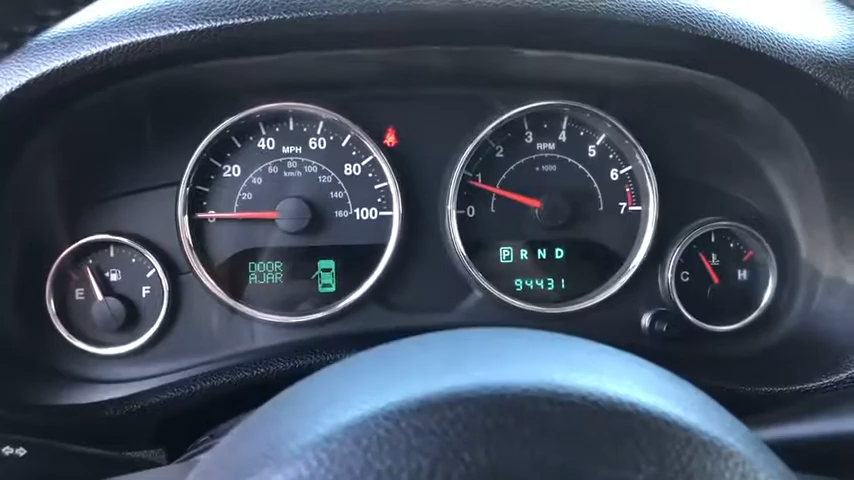 20 40 60 80 100
MPH
20 40 60 80 100 120 140 160
km/h
DOOR
AJAR
0 1 2 3 4 5 6 7
RPM
x 1000
P R N D
94431
E F
C H